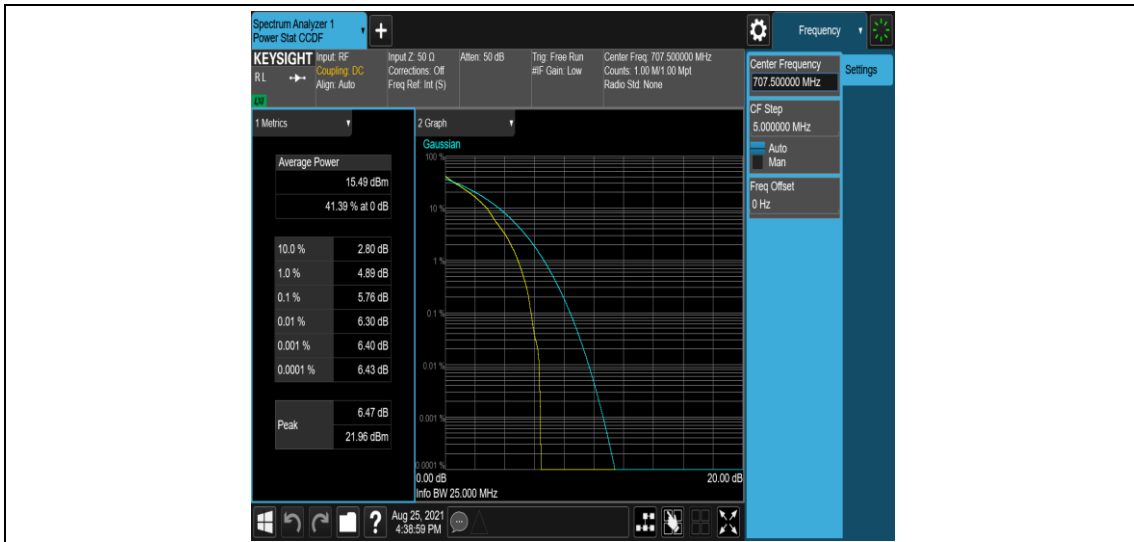 Spectrum Analyzer 1
Power Stat CCDF
+
Frequency
KEYSIGHT
RL
LXI
Input: RF
Coupling: DC
Align: Auto
Input Z: 50 Ω
Corrections: Off
Freq Ref: Int (S)
Atten: 50 dB
Trig: Free Run
#IF Gain: Low
Center Freq: 707.500000 MHz
Counts: 1.00 M/1.00 Mpt
Radio Std: None
Center Frequency
707.500000 MHz
Settings
CF Step
5.000000 MHz
Auto
Man
Freq Offset
0 Hz
1 Metrics
Average Power
15.49 dBm
41.39 % at 0 dB
10.0 % 2.80 dB
1.0 % 4.89 dB
0.1 % 5.76 dB
0.01 % 6.30 dB
0.001 % 6.40 dB
0.0001 % 6.43 dB
Peak
6.47 dB
21.96 dBm
2 Graph
Gaussian
100 %
10 %
1 %
0.1 %
0.01 %
0.001 %
0.0001 %
0.00 dB 20.00 dB
Info BW 25.000 MHz
?
Aug 25, 2021
4:38:59 PM